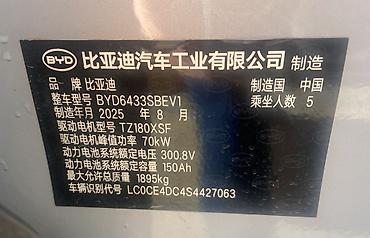 BYD 比亚迪汽车工业有限公司 制造
品 牌 比亚迪 制造国 中国
整车型号 BYD6433SBEV1 乘坐人数 5
制造年月 2025 年 8 月
驱动电机型号 TZ180XSF
驱动电机峰值功率 70kW
动力电池系统额定电压 300.8V
动力电池系统额定容量 150Ah
最大允许总质量 1895kg
车辆识别代号 LC0CE4DC4S4427063